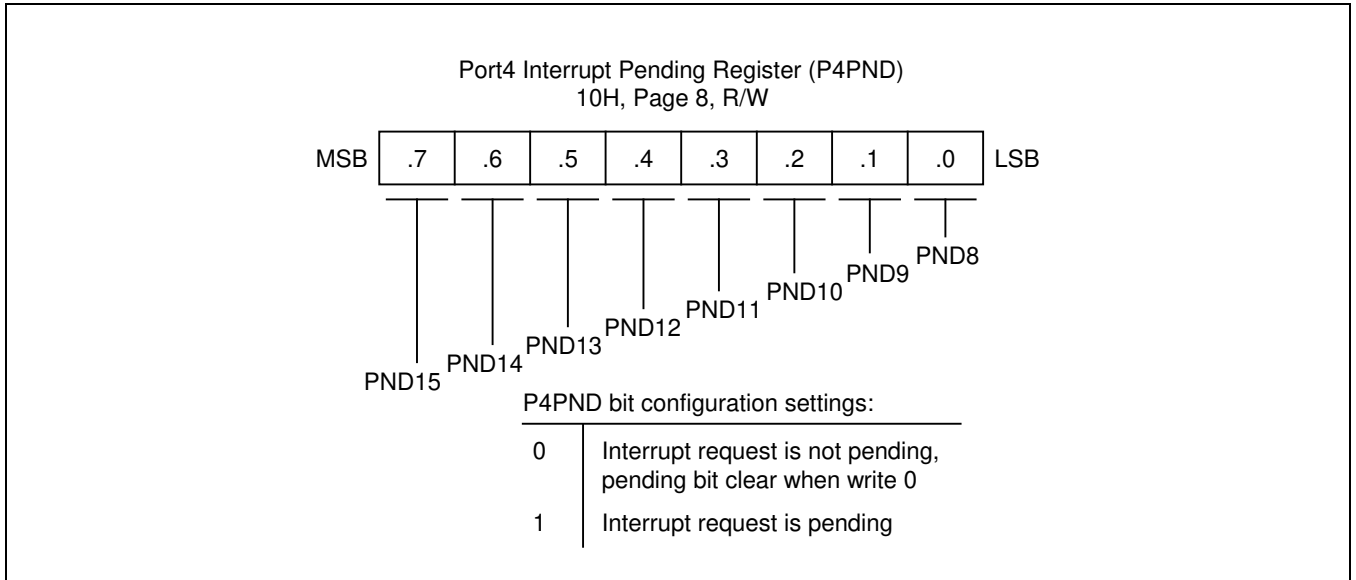 Port4 Interrupt Pending Register (P4PND)
10H, Page 8, R/W
MSB .7 .6 .5 .4 .3 .2 .1 .0 LSB
PND8
PND9
PND10
PND11
PND12
PND13
PND14
PND15
P4PND bit configuration settings:
0 Interrupt request is not pending,
pending bit clear when write 0
1 Interrupt request is pending